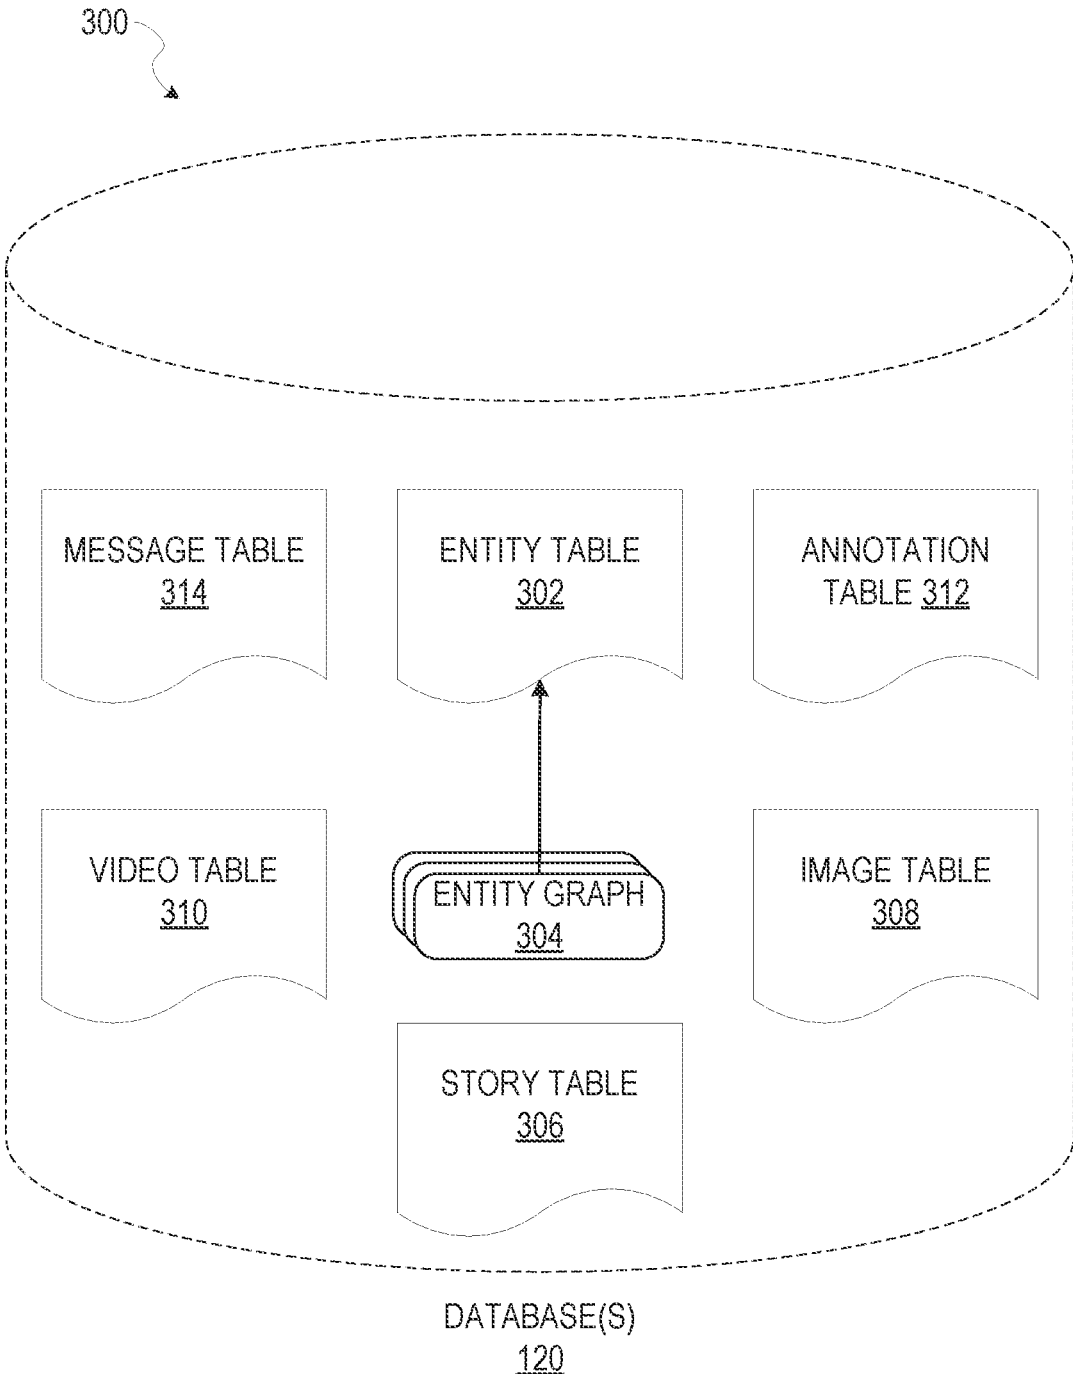 300
MESSAGE TABLE
314
ENTITY TABLE
302
ANNOTATION
TABLE 312
VIDEO TABLE
310
ENTITY GRAPH
304
IMAGE TABLE
308
STORY TABLE
306
DATABASE(S)
120